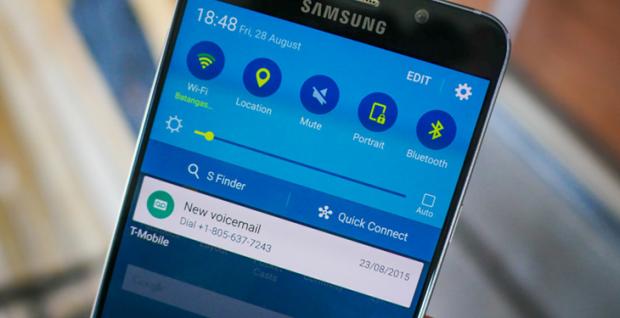 SAMSUNG
18:48 Fri, 28 August
EDIT
Wi-Fi
Batangas...
Location
Mute
Portrait
Bluetooth
Auto
S Finder
Quick Connect
New voicemail
Dial +1-805-637-7243
23/08/2015
T-Mobile
Casts
Google